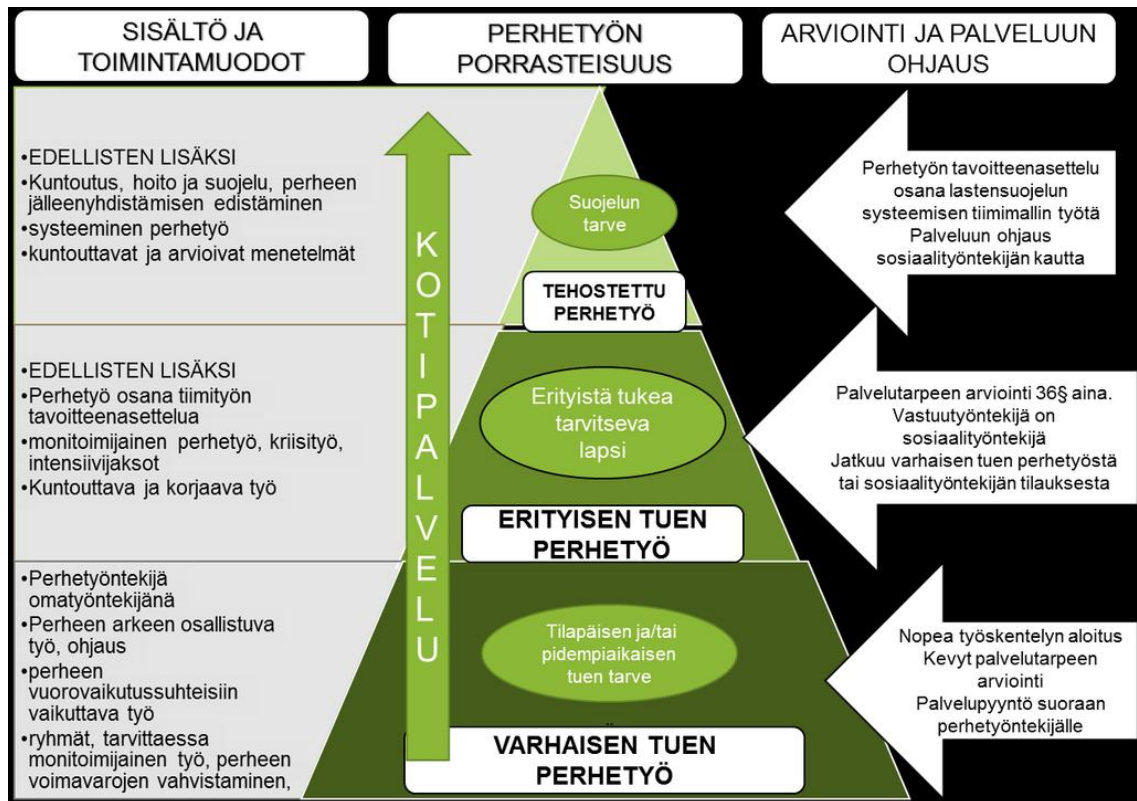 SISÄLTÖ JA
TOIMINTAMUODOT
PERHETYÖN
PORRASTEISUUS
ARVIOINTI JA PALVELUUN
OHJAUS
•EDELLISTEN LISÄKSI
•Kuntoutus, hoito ja suojelu, perheen
jälleenyhdistämisen edistäminen
•systeeminen perhetyö
•kuntouttavat ja arvioivat menetelmät
Suojelun
tarve
TEHOSTETTU
PERHETYÖ
Perhetyön tavoitteenasettelu
osana lastensuojelun
systeemisen tiimimallin työtä
Palveluun ohjaus
sosiaalityöntekijän kautta
KOTIPALVELU
•EDELLISTEN LISÄKSI
•Perhetyö osana tiimityön
tavoitteenasettelua
•monitoimijainen perhetyö, kriisityö,
intensiivijaksot
•Kuntouttava ja korjaava työ
Erityistä tukea
tarvitseva
lapsi
ERITYISEN TUEN
PERHETYÖ
Palvelutarpeen arviointi 36§ aina.
Vastuutyöntekijä on
sosiaalityöntekijä
Jatkuu varhaisen tuen perhetyöstä
tai sosiaalityöntekijän tilauksesta
•Perhetyöntekijä
omatyöntekijänä
•Perheen arkeen osallistuva
työ, ohjaus
•perheen
vuorovaikutussuhteisiin
vaikuttava työ
•ryhmät, tarvittaessa
monitoimijainen työ, perheen
voimavarojen vahvistaminen,
Tilapäisen ja/tai
pidempiaikaisen
tuen tarve
VARHAISEN TUEN
PERHETYÖ
Nopea työskentelyn aloitus
Kevyt palvelutarpeen
arviointi
Palvelupyyntö suoraan
perhetyöntekijälle